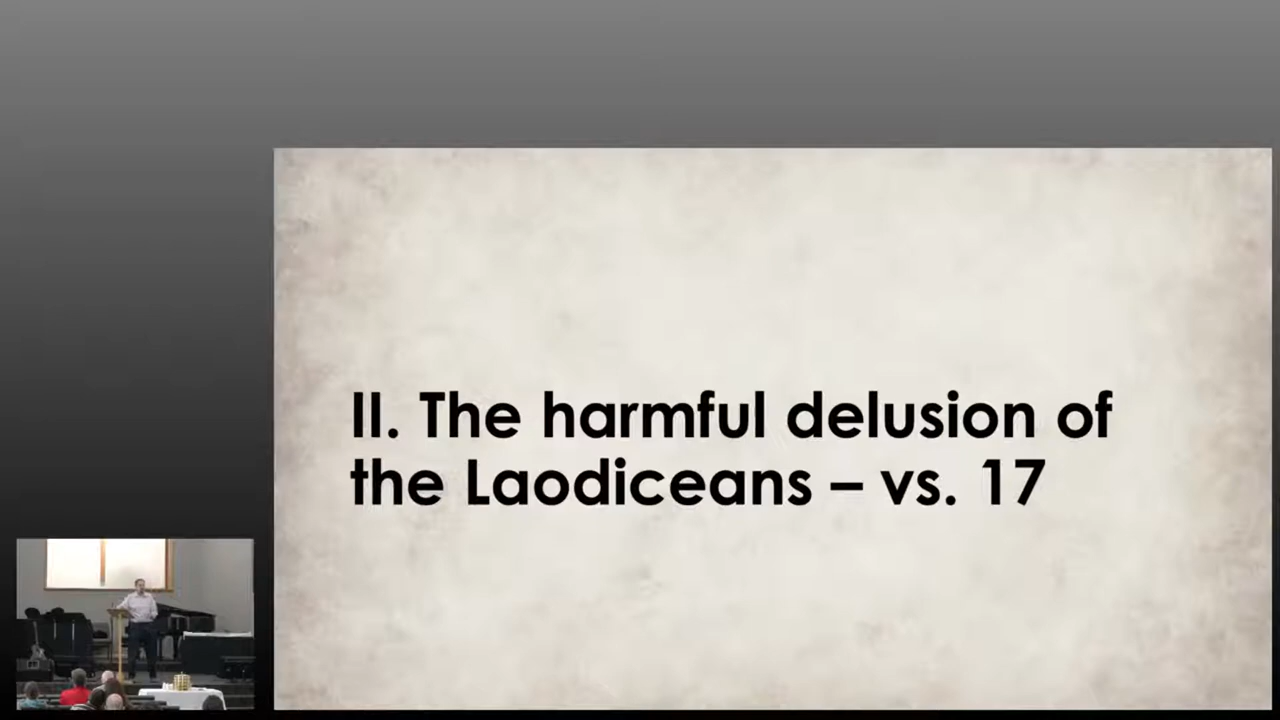 II. The harmful delusion of
the Laodiceans – vs. 17